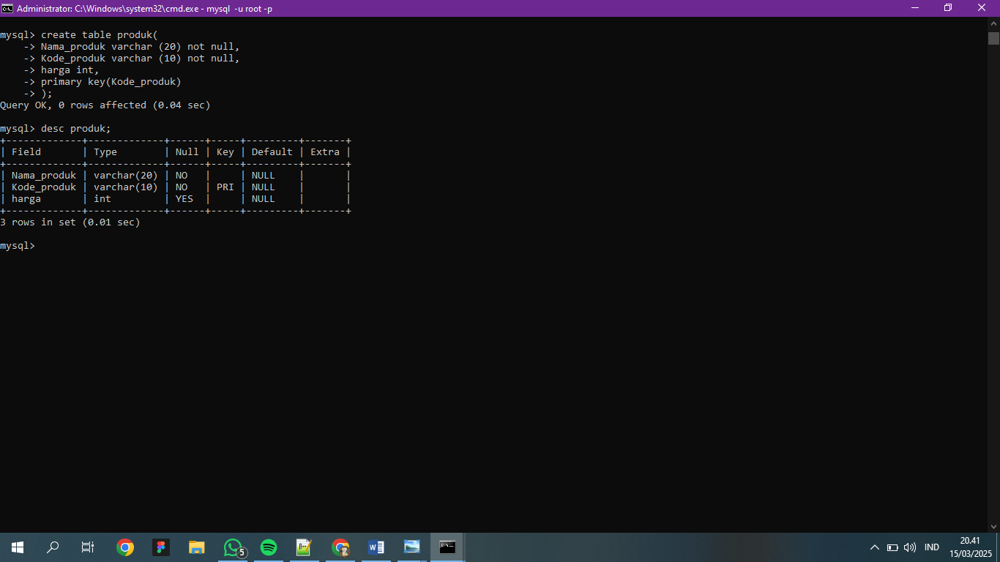 Administrator: C:\Windows\system32\cmd.exe - mysql  -u root -p
mysql> create table produk(
    -> Nama_produk varchar (20) not null,
    -> Kode_produk varchar (10) not null,
    -> harga int,
    -> primary key(Kode_produk)
    -> );
Query OK, 0 rows affected (0.04 sec)
mysql> desc produk;
+-------------+-------------+------+-----+---------+-------+
| Field       | Type        | Null | Key | Default | Extra |
+-------------+-------------+------+-----+---------+-------+
| Nama_produk | varchar(20) | NO   |     | NULL    |       |
| Kode_produk | varchar(10) | NO   | PRI | NULL    |       |
| harga       | int         | YES  |     | NULL    |       |
+-------------+-------------+------+-----+---------+-------+
3 rows in set (0.01 sec)
mysql>
5
IND
20.41
15/03/2025